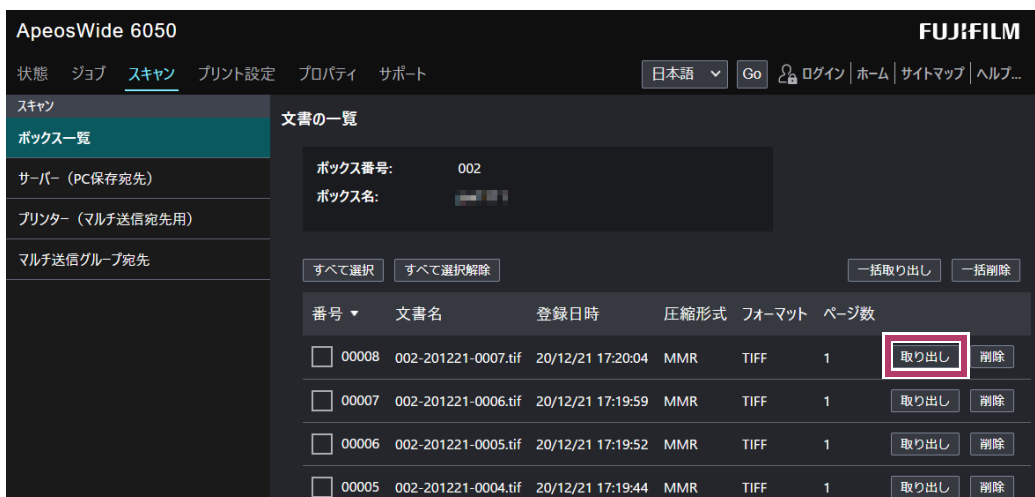 ApeosWide 6050 FUJIFILM
状態 ジョブ スキャン プリント設定 プロパティ サポート 日本語 Go ログイン ホーム サイトマップ ヘルプ...
スキャン
ボックス一覧
サーバー（PC保存宛先）
プリンター（マルチ送信宛先用）
マルチ送信グループ宛先
文書の一覧
ボックス番号: 002
ボックス名:
すべて選択 すべて選択解除 一括取り出し 一括削除
番号 文書名 登録日時 圧縮形式 フォーマット ページ数
00008 002-201221-0007.tif 20/12/21 17:20:04 MMR TIFF 1 取り出し 削除
00007 002-201221-0006.tif 20/12/21 17:19:59 MMR TIFF 1 取り出し 削除
00006 002-201221-0005.tif 20/12/21 17:19:52 MMR TIFF 1 取り出し 削除
00005 002-201221-0004.tif 20/12/21 17:19:44 MMR TIFF 1 取り出し 削除